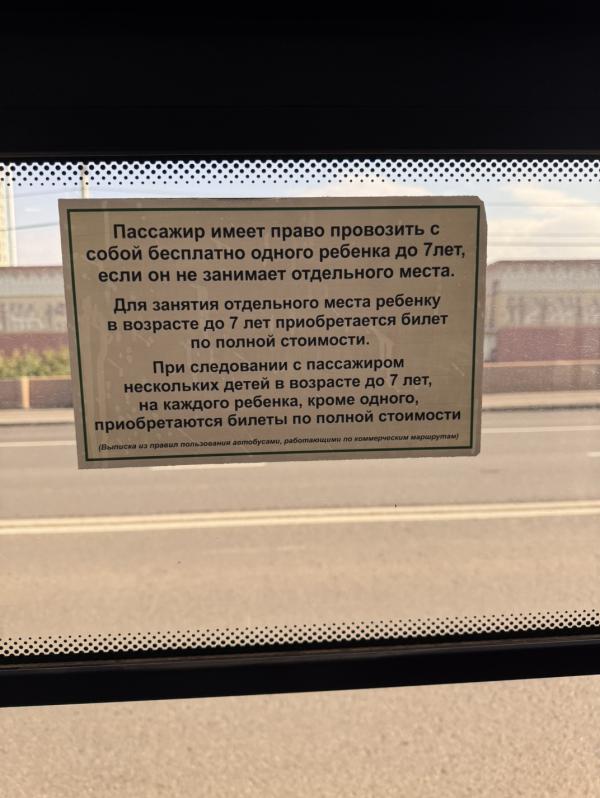 Пассажир имеет право провозить с
собой бесплатно одного ребенка до 7лет,
если он не занимает отдельного места.
Для занятия отдельного места ребенку
в возрасте до 7 лет приобретается билет
по полной стоимости.
При следовании с пассажиром
нескольких детей в возрасте до 7 лет,
на каждого ребенка, кроме одного,
приобретаются билеты по полной стоимости
(Выписка из правил пользования автобусами, работающими по коммерческим маршрутам)